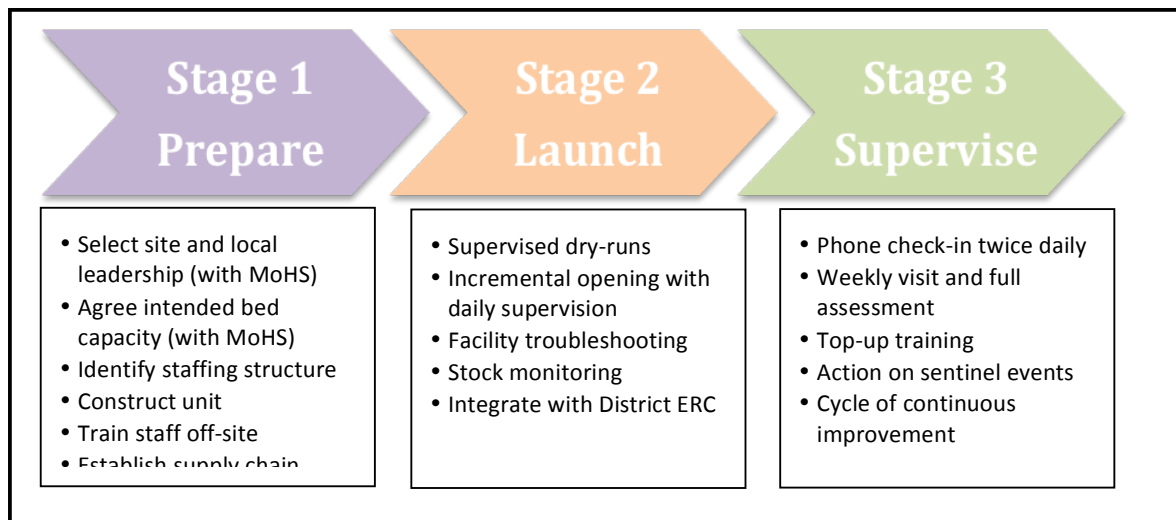 Stage 1
Prepare
Stage 2
Launch
Stage 3
Supervise
• Select site and local
leadership (with MoHS)
• Agree intended bed
capacity (with MoHS)
• Identify staffing structure
• Construct unit
• Train staff off-site
• Establish supply chain
• Supervised dry-runs
• Incremental opening with
daily supervision
• Facility troubleshooting
• Stock monitoring
• Integrate with District ERC
• Phone check-in twice daily
• Weekly visit and full
assessment
• Top-up training
• Action on sentinel events
• Cycle of continuous
improvement